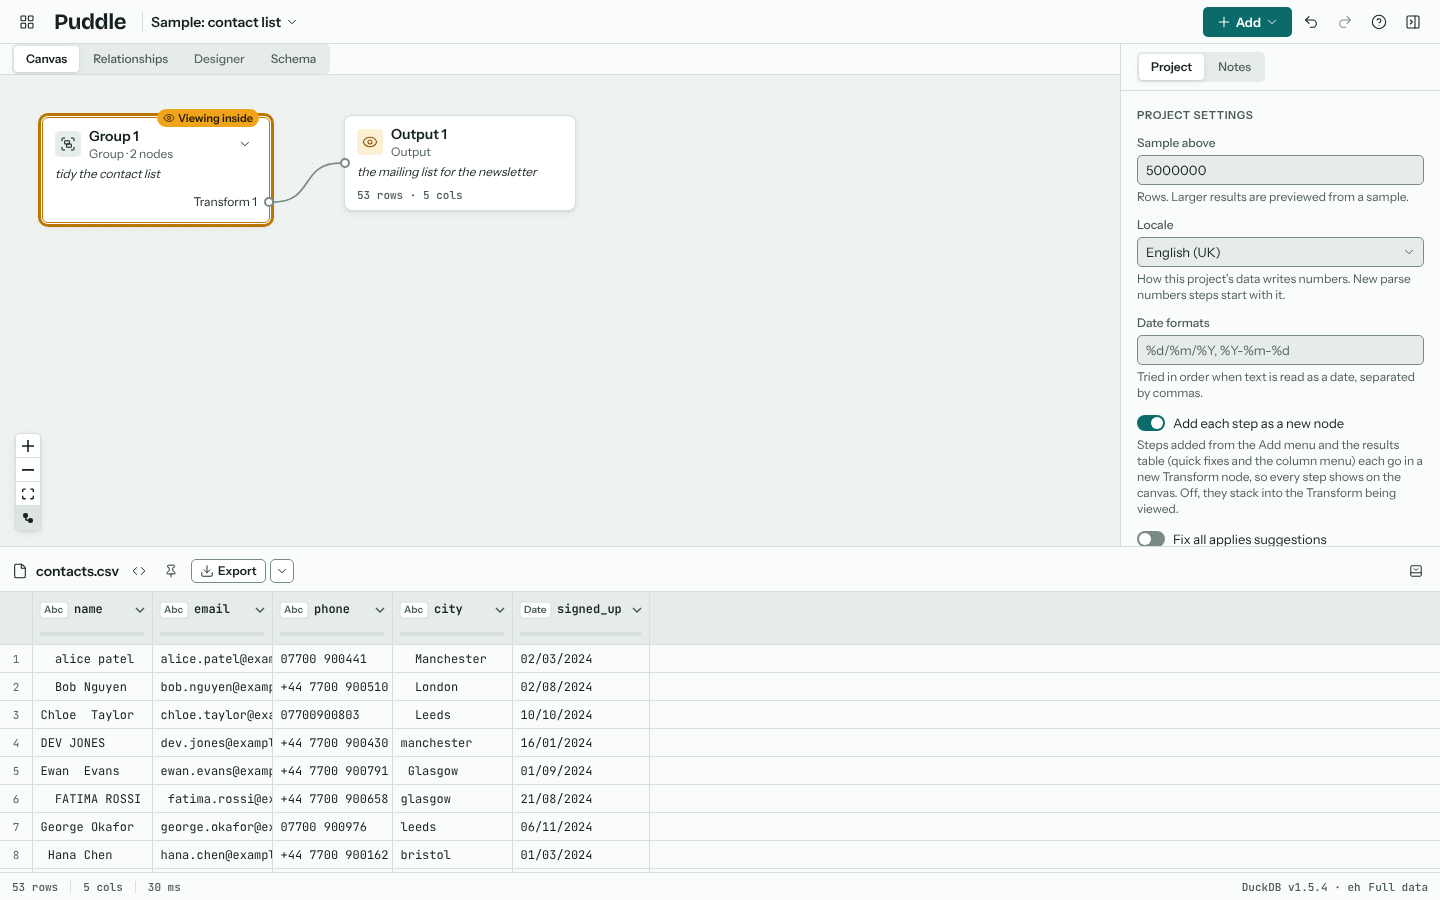 Puddle
Sample: contact list
Add
Canvas
Relationships
Designer
Schema
Project
Notes
Viewing inside
Group 1
Group · 2 nodes
tidy the contact list
Transform 1
Output 1
Output
the mailing list for the newsletter
53 rows · 5 cols
PROJECT SETTINGS
Sample above
5000000
Rows. Larger results are previewed from a sample.
Locale
English (UK)
How this project's data writes numbers. New parse
numbers steps start with it.
Date formats
%d/%m/%Y, %Y-%m-%d
Tried in order when text is read as a date, separated
by commas.
Add each step as a new node
Steps added from the Add menu and the results
table (quick fixes and the column menu) each go in a
new Transform node, so every step shows on the
canvas. Off, they stack into the Transform being
viewed.
Fix all applies suggestions
contacts.csv
Export
Abc name Abc email Abc phone Abc city Date signed_up
1 alice patel alice.patel@exam 07700 900441 Manchester 02/03/2024
2 Bob Nguyen bob.nguyen@examp +44 7700 900510 London 02/08/2024
3 Chloe  Taylor chloe.taylor@exa 07700900803 Leeds 10/10/2024
4 DEV JONES dev.jones@exampl +44 7700 900430 manchester 16/01/2024
5 Ewan  Evans ewan.evans@examp +44 7700 900791 Glasgow 01/09/2024
6 FATIMA ROSSI fatima.rossi@ex +44 7700 900658 glasgow 21/08/2024
7 George Okafor george.okafor@ex 07700 900976 leeds 06/11/2024
8 Hana Chen hana.chen@exampl +44 7700 900162 bristol 01/03/2024
53 rows
5 cols
30 ms
DuckDB v1.5.4 · eh Full data